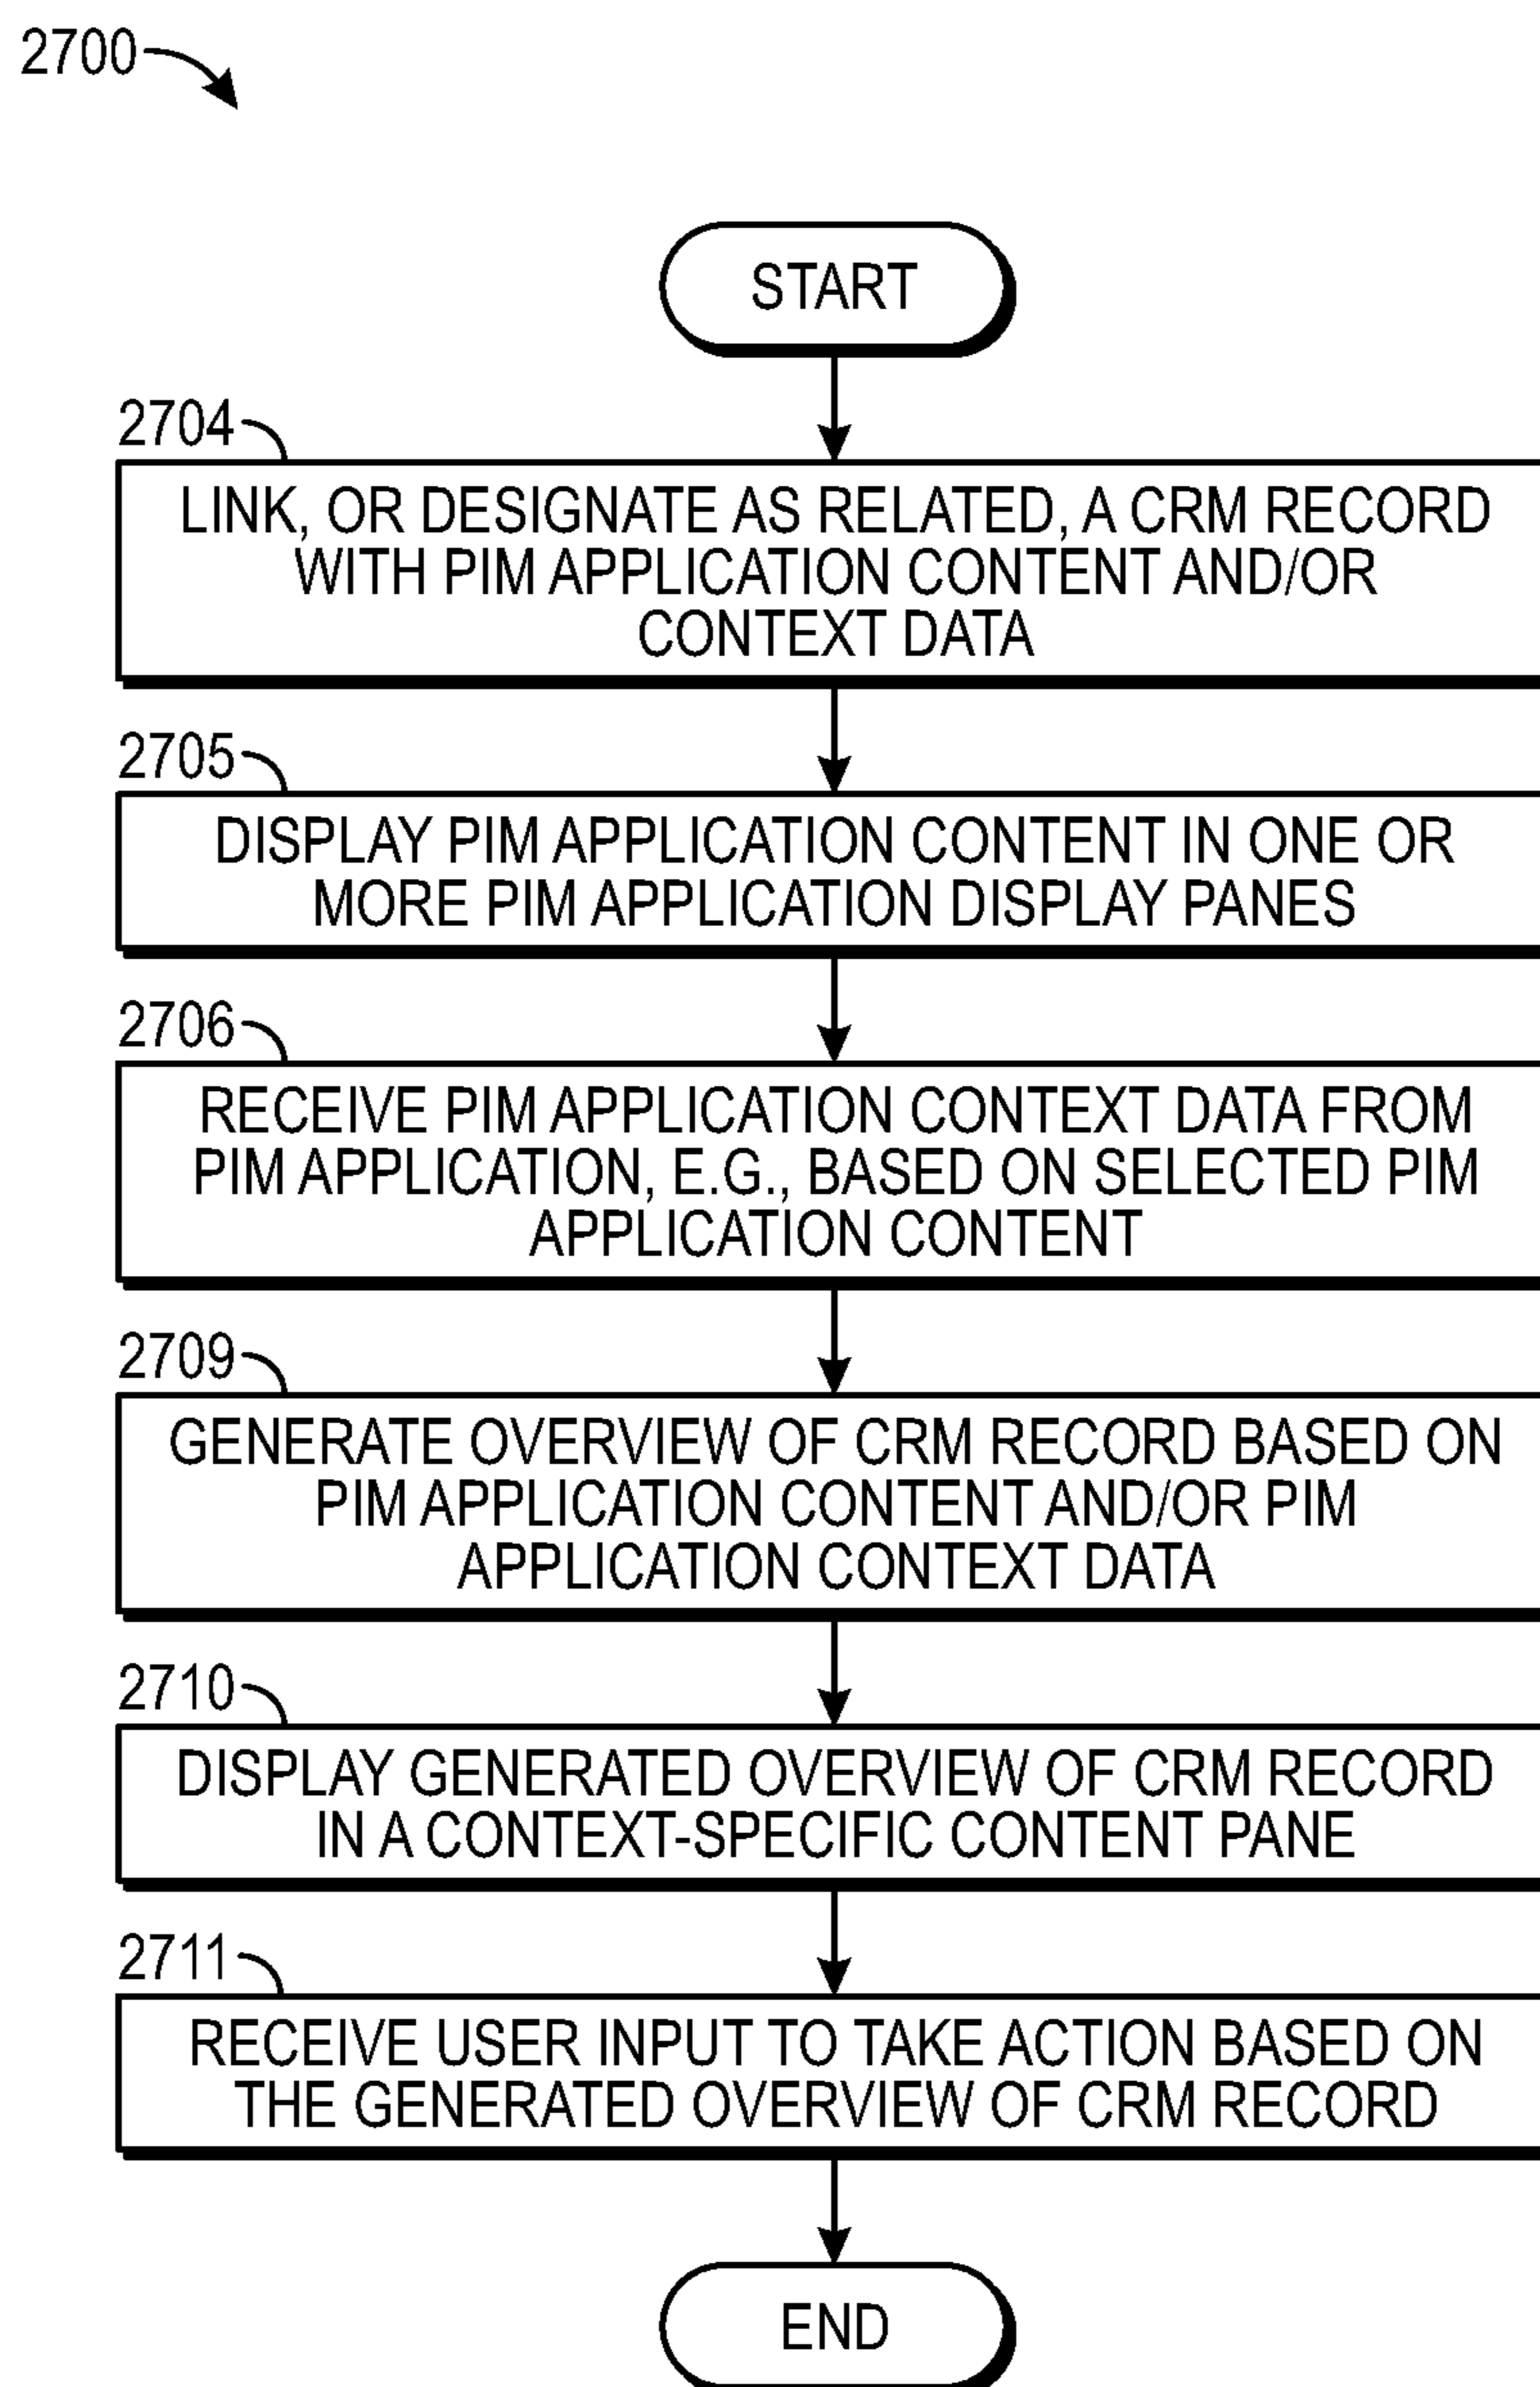 2700
START
2704
LINK, OR DESIGNATE AS RELATED, A CRM RECORD
WITH PIM APPLICATION CONTENT AND/OR
CONTEXT DATA
2705
DISPLAY PIM APPLICATION CONTENT IN ONE OR
MORE PIM APPLICATION DISPLAY PANES
2706
RECEIVE PIM APPLICATION CONTEXT DATA FROM
PIM APPLICATION, E.G., BASED ON SELECTED PIM
APPLICATION CONTENT
2709
GENERATE OVERVIEW OF CRM RECORD BASED ON
PIM APPLICATION CONTENT AND/OR PIM
APPLICATION CONTEXT DATA
2710
DISPLAY GENERATED OVERVIEW OF CRM RECORD
IN A CONTEXT-SPECIFIC CONTENT PANE
2711
RECEIVE USER INPUT TO TAKE ACTION BASED ON
THE GENERATED OVERVIEW OF CRM RECORD
END